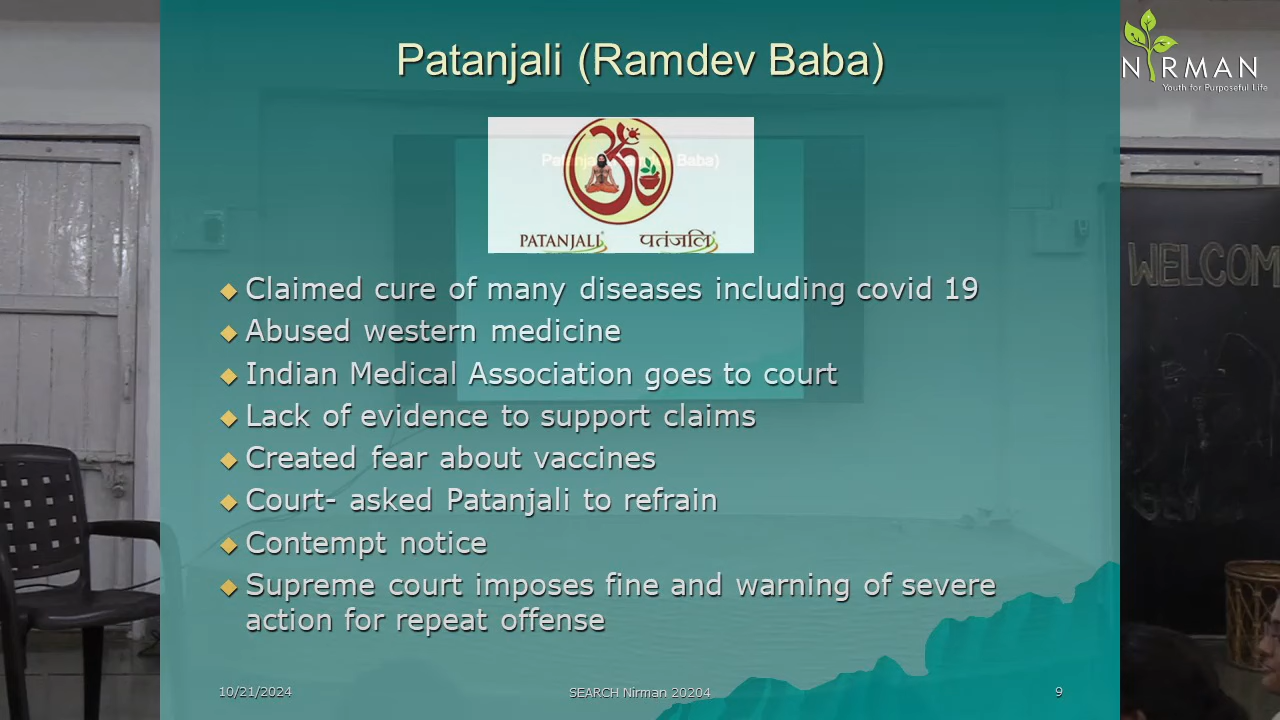 Patanjali (Ramdev Baba)
NIRMAN
Youth for Purposeful Life
PATANJALI पतंजलि
Claimed cure of many diseases including covid 19
WELCOM
Abused western medicine
Indian Medical Association goes to court
Lack of evidence to support claims
Created fear about vaccines
Court- asked Patanjali to refrain
Contempt notice
Supreme court imposes fine and warning of severe
action for repeat offense
10/21/2024 SEARCH Nirman 20204 9